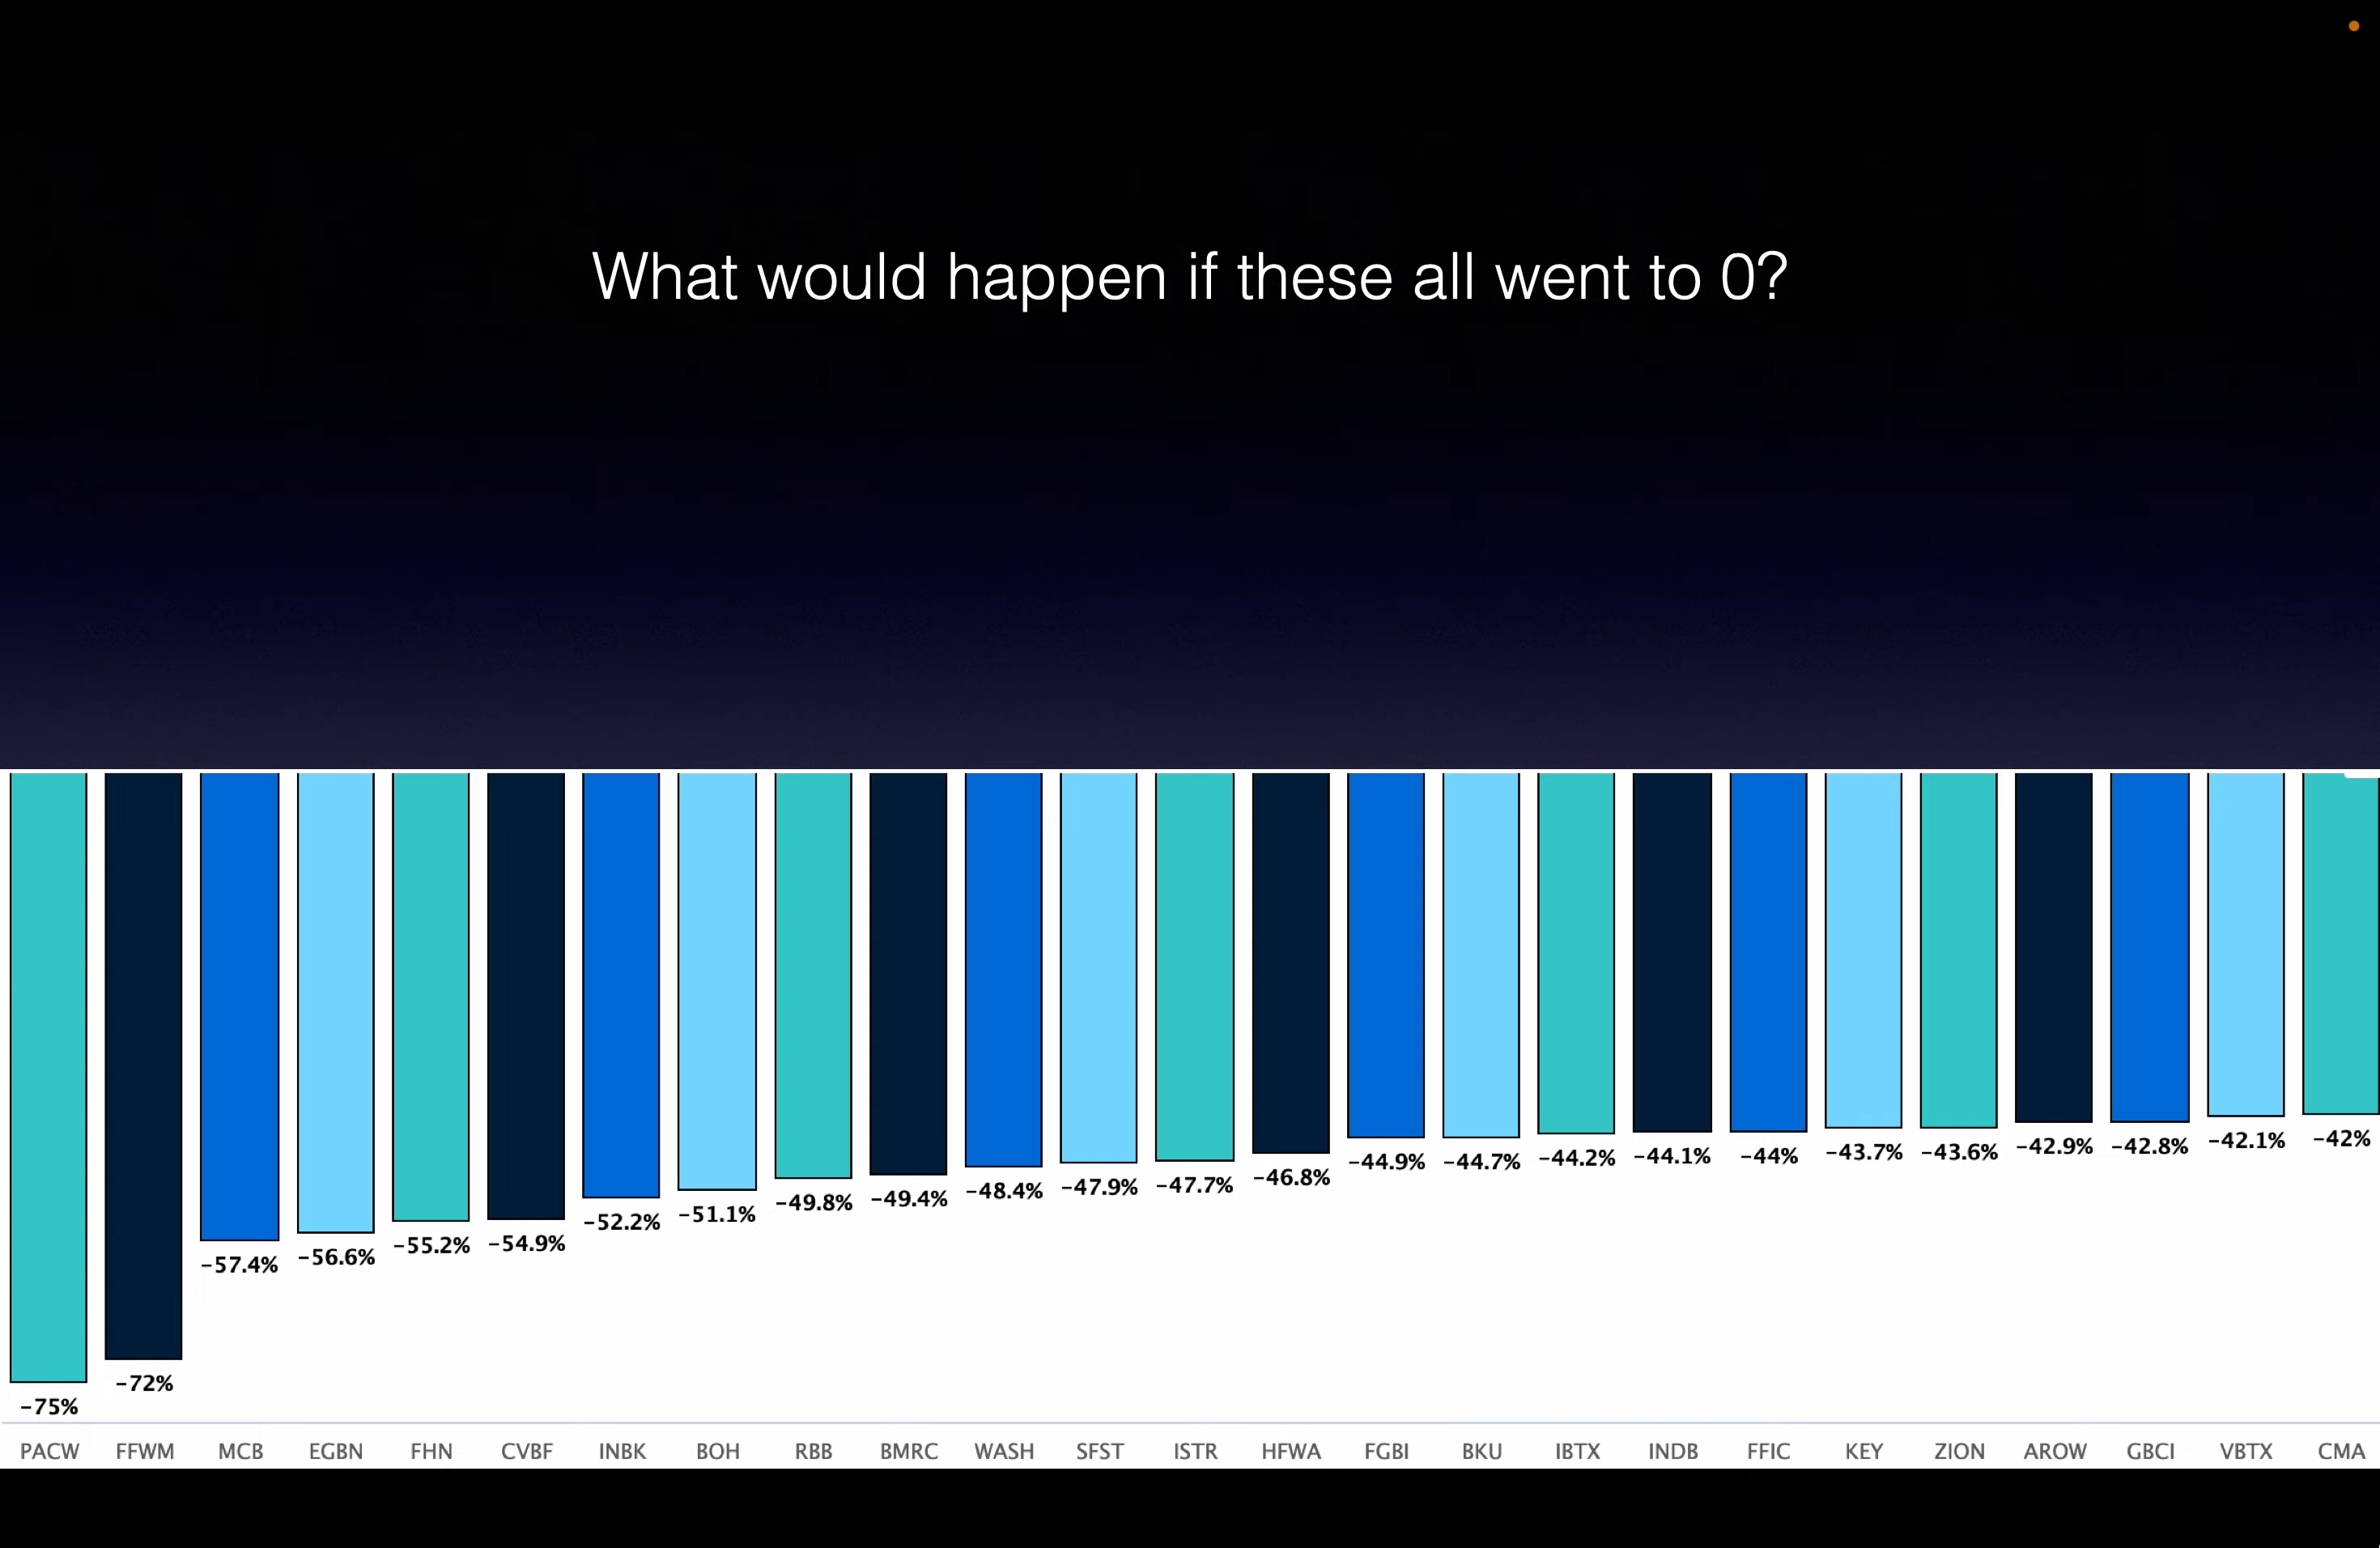 What would happen if these all went to 0?
-75% -72% -57.4% -56.6% -55.2% -54.9% -52.2% -51.1% -49.8% -49.4% -48.4% -47.9% -47.7% -46.8% -44.9% -44.7% -44.2% -44.1% -44% -43.7% -43.6% -42.9% -42.8% -42.1% -42%
PACW FFWM MCB EGBN FHN CVBF INBK BOH RBB BMRC WASH SFST ISTR HFWA FGBI BKU IBTX INDB FFIC KEY ZION AROW GBCI VBTX CMA